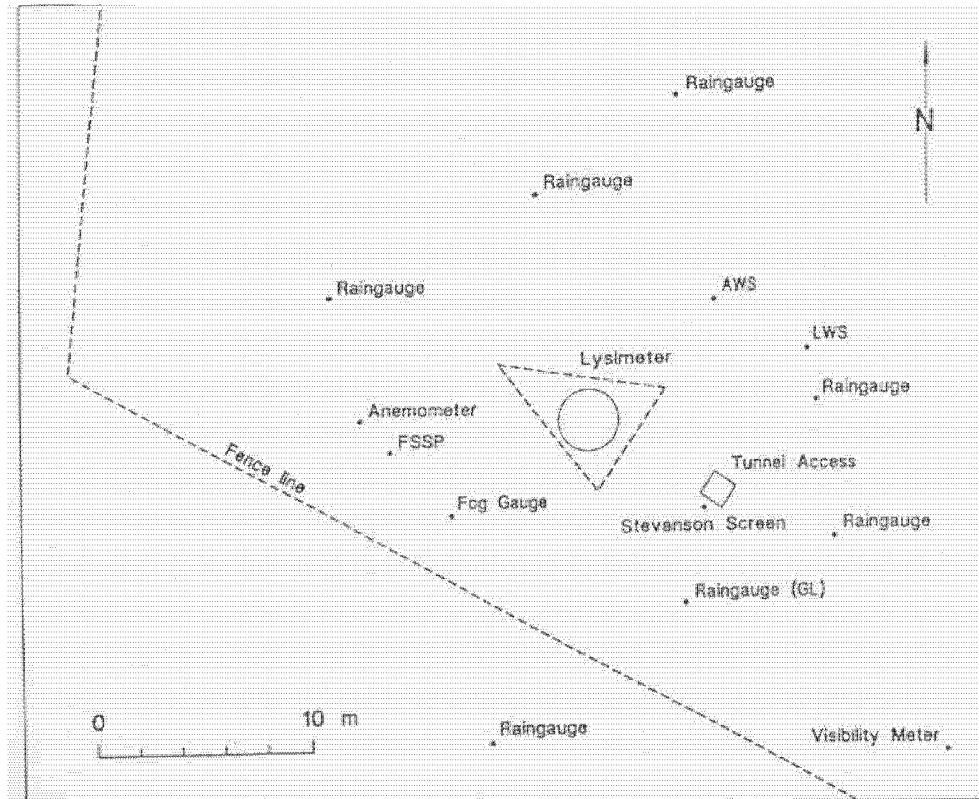 Raingauge
N
Raingauge
Raingauge
AWS
LWS
Lysimeter
Raingauge
Anemometer
FSSP
Fence line
Tunnel Access
Fog Gauge
Stevenson Screen
Raingauge
Raingauge (GL)
0 10 m
Raingauge
Visibility Meter